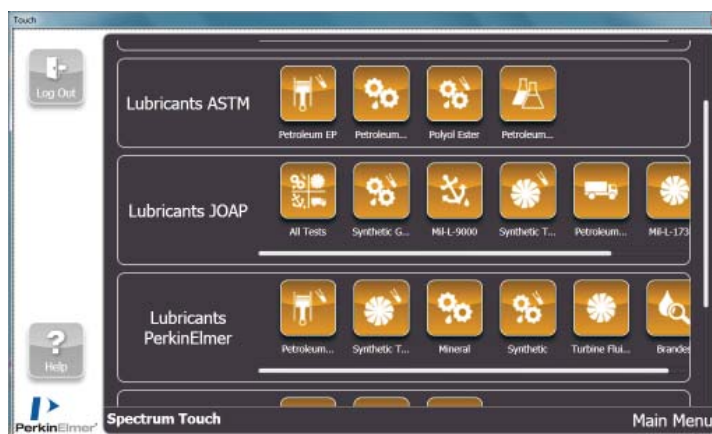 Touch
Log Out
Lubricants ASTM
Petroleum EP
Petroleum...
Polyol Ester
Petroleum...
Lubricants JOAP
All Tests
Synthetic G...
Mil-L-9000
Synthetic T...
Petroleum...
Mil-L-173
Lubricants
PerkinElmer
Petroleum...
Synthetic T...
Mineral
Synthetic
Turbine Flui...
Brandes
?
Help
PerkinElmer
Spectrum Touch
Main Menu